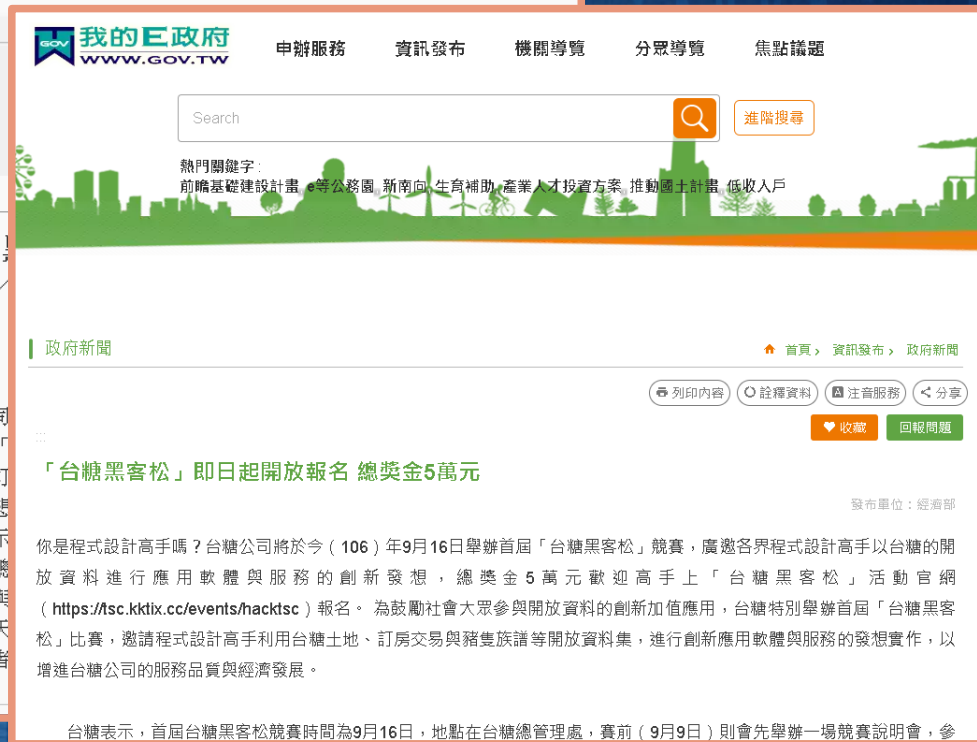 GOV 我的E政府
WWW.GOV.TW
申辦服務 資訊發布 機關導覽 分眾導覽 焦點議題
Search
進階搜尋
熱門關鍵字:
前瞻基礎建設計畫 e等公務園 新南向 生育補助 產業人才投資方案 推動國土計畫 低收入戶
政府新聞
首頁› 資訊發布› 政府新聞
列印內容 詮釋資料 注音服務 分享
收藏 回報問題
:::
「台糖黑客松」即日起開放報名 總獎金5萬元
發布單位:經濟部
你是程式設計高手嗎?台糖公司將於今(106)年9月16日舉辦首屆「台糖黑客松」競賽,廣邀各界程式設計高手以台糖的開
放資料進行應用軟體與服務的創新發想,總獎金5萬元歡迎高手上「台糖黑客松」活動官網
(https://tsc.kktix.cc/events/hacktsc)報名。 為鼓勵社會大眾參與開放資料的創新加值應用,台糖特別舉辦首屆「台糖黑客
松」比賽,邀請程式設計高手利用台糖土地、訂房交易與豬隻族譜等開放資料集,進行創新應用軟體與服務的發想實作,以
增進台糖公司的服務品質與經濟發展。
台糖表示,首屆台糖黑客松競賽時間為9月16日,地點在台糖總管理處,賽前(9月9日)則會先舉辦一場競賽說明會,參